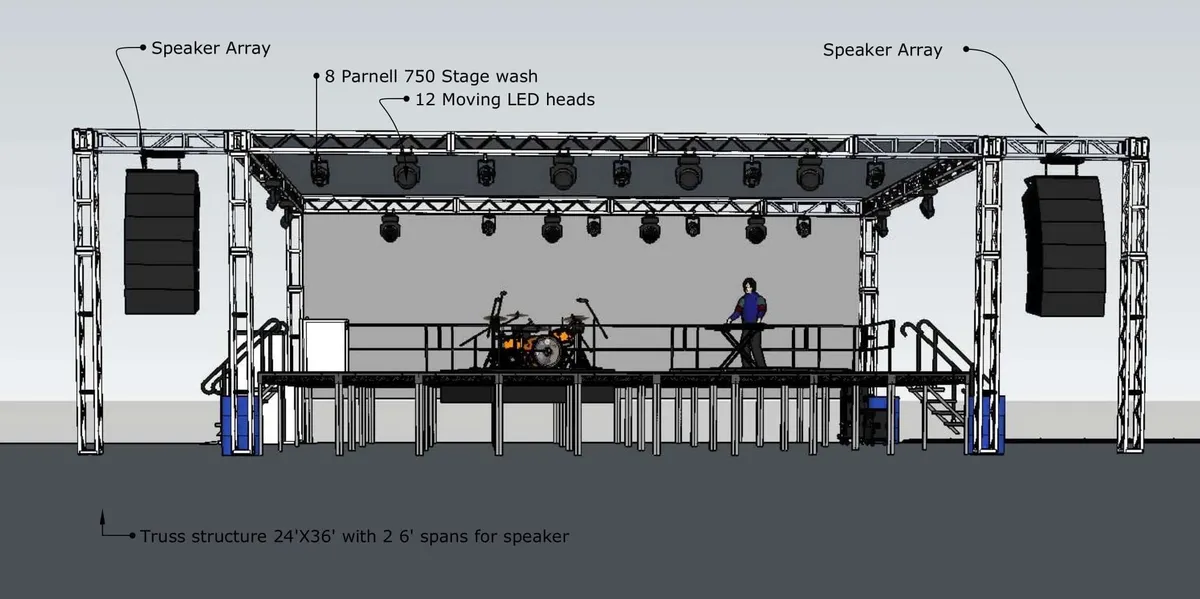 Speaker Array
Speaker Array
8 Parnell 750 Stage wash
12 Moving LED heads
Truss structure 24'X36' with 2 6' spans for speaker